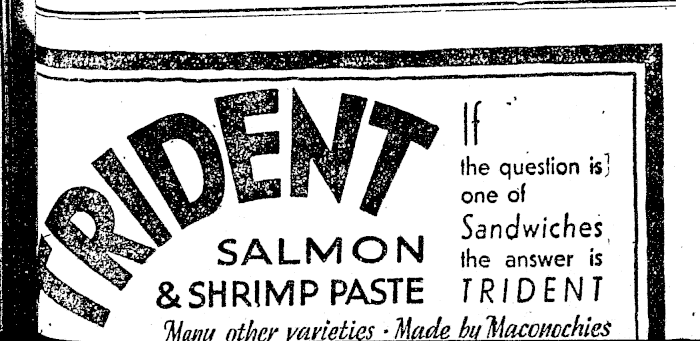 TRIDENT
SALMON
& SHRIMP PASTE
If
the question is
one of
Sandwiches
the answer is
TRIDENT
Many other varieties · Made by Maconochies